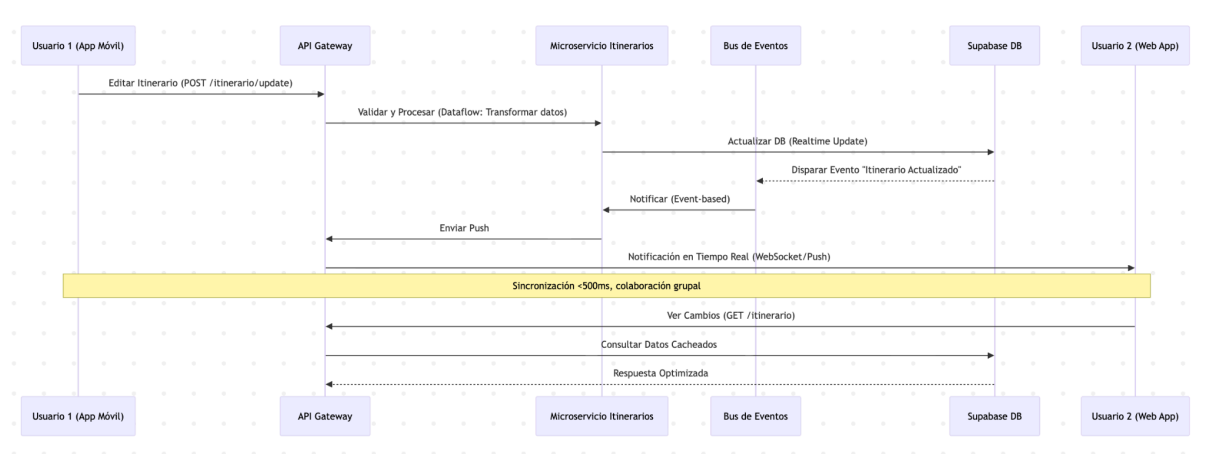 Usuario 1 (App Móvil)
API Gateway
Microservicio Itinerarios
Bus de Eventos
Supabase DB
Usuario 2 (Web App)
Editar Itinerario (POST /itinerario/update)
Validar y Procesar (Dataflow: Transformar datos)
Actualizar DB (Realtime Update)
Disparar Evento "Itinerario Actualizado"
Notificar (Event-based)
Enviar Push
Notificación en Tiempo Real (WebSocket/Push)
Sincronización <500ms, colaboración grupal
Ver Cambios (GET /itinerario)
Consultar Datos Cacheados
Respuesta Optimizada
Usuario 1 (App Móvil)
API Gateway
Microservicio Itinerarios
Bus de Eventos
Supabase DB
Usuario 2 (Web App)